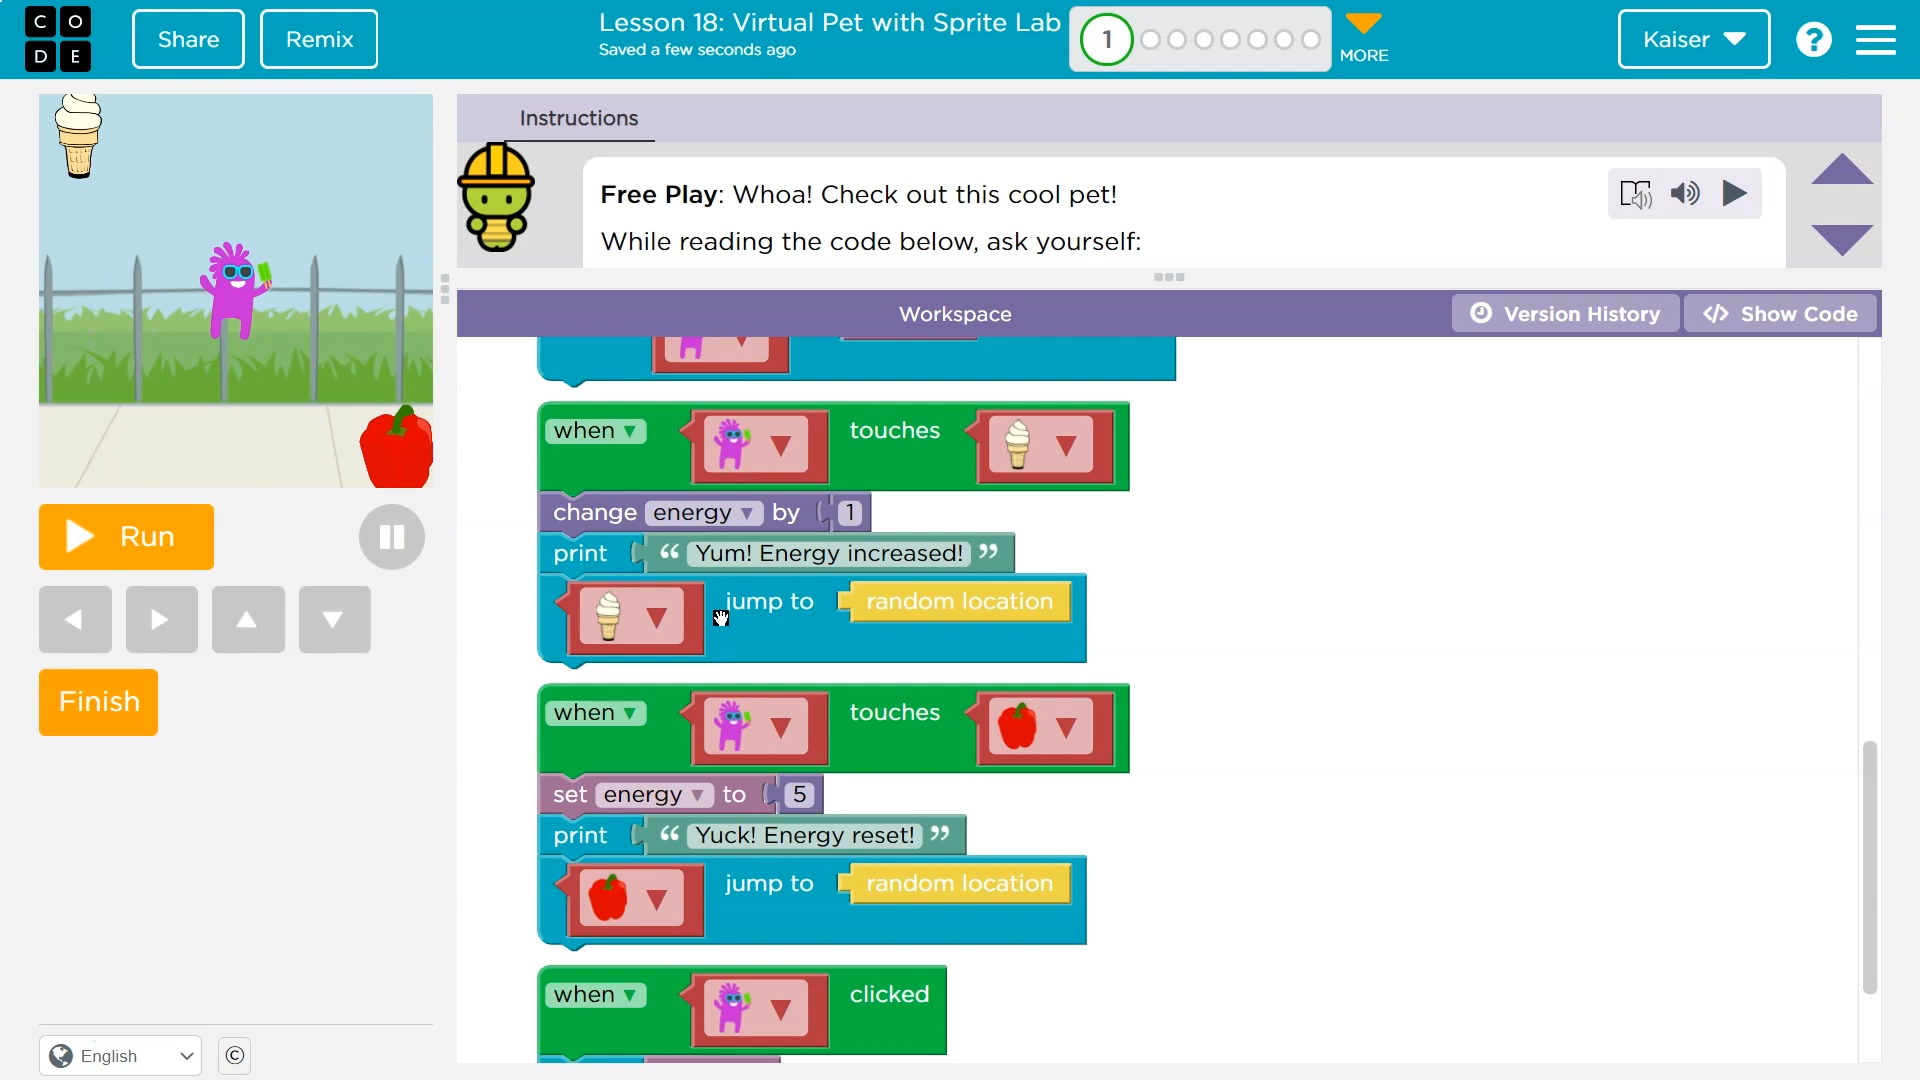 C O
D E
Share
Remix
Lesson 18: Virtual Pet with Sprite Lab
Saved a few seconds ago
1
MORE
Kaiser
?
Instructions
Free Play: Whoa! Check out this cool pet!
While reading the code below, ask yourself:
Workspace
Version History
</> Show Code
when touches
change energy by 1
print “ Yum! Energy increased! ”
jump to random location
when touches
set energy to 5
print “ Yuck! Energy reset! ”
jump to random location
when clicked
Run
Finish
English
©